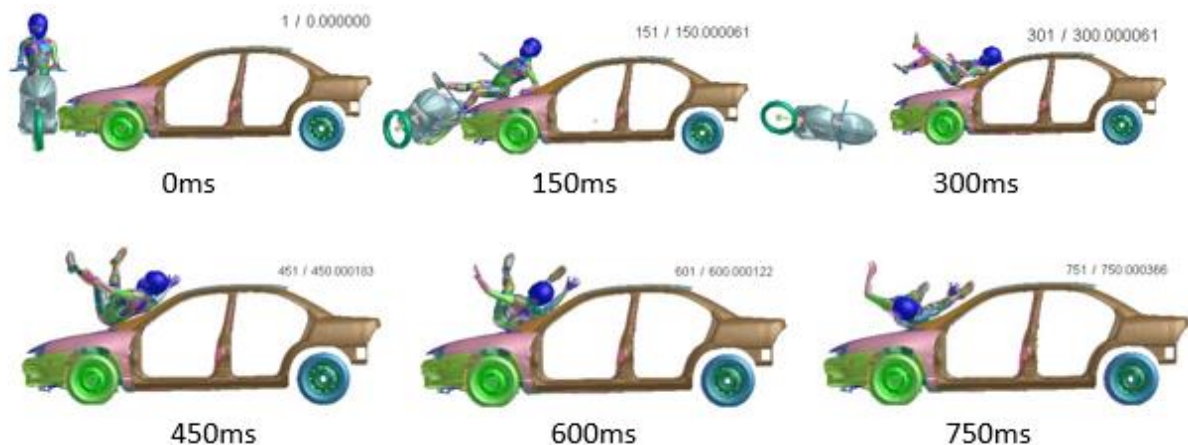 1 / 0.000000
151 / 150.000061
301 / 300.000061
0ms
150ms
300ms
451 / 450.000183
601 / 600.000122
751 / 750.000366
450ms
600ms
750ms